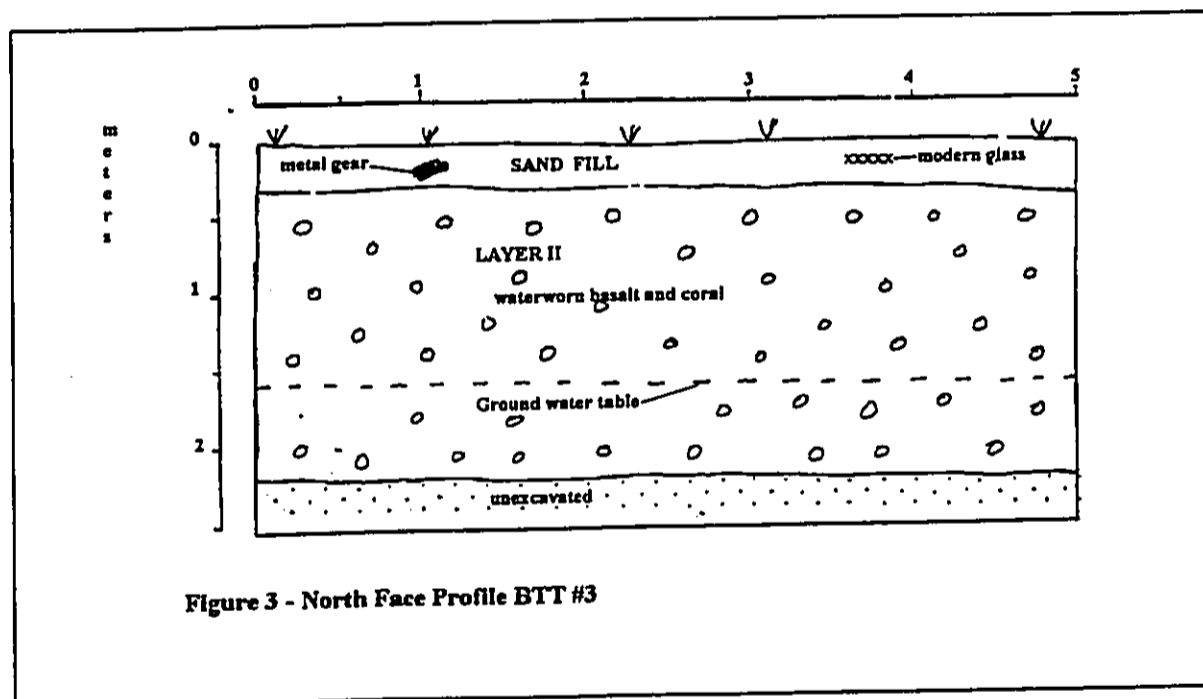 0 1 2 3 4 5
meters
0
metal gear
SAND FILL
modern glass
LAYER II
1
waterworn basalt and coral
Ground water table
2
unexcavated
Figure 3 - North Face Profile BTT #3